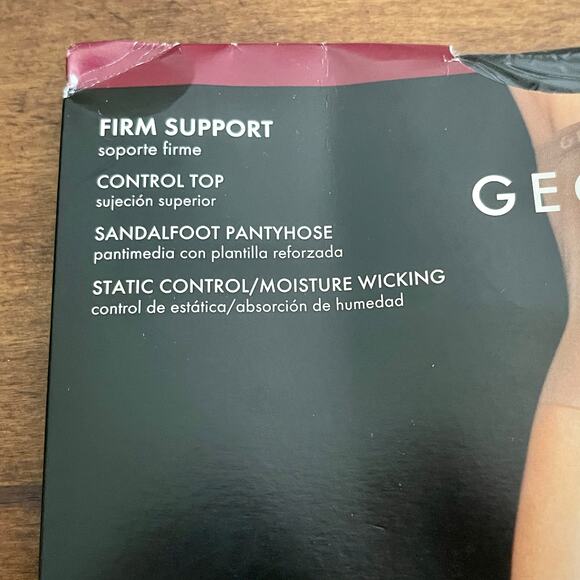 FIRM SUPPORT
soporte firme
CONTROL TOP
sujeción superior
SANDALFOOT PANTYHOSE
pantimedia con plantilla reforzada
STATIC CONTROL/MOISTURE WICKING
control de estática/absorción de humedad